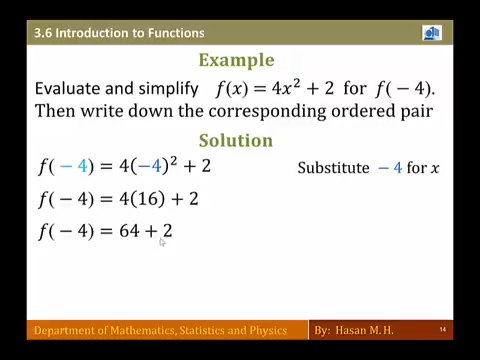 3.6 Introduction to Functions
Example
Evaluate and simplify f(x) = 4x² + 2 for f( − 4).
Then write down the corresponding ordered pair
Solution
f( − 4) = 4(−4)² + 2 Substitute − 4 for x
f( − 4) = 4(16) + 2
f( − 4) = 64 + 2
Department of Mathematics, Statistics and Physics By: Hasan M. H. 14